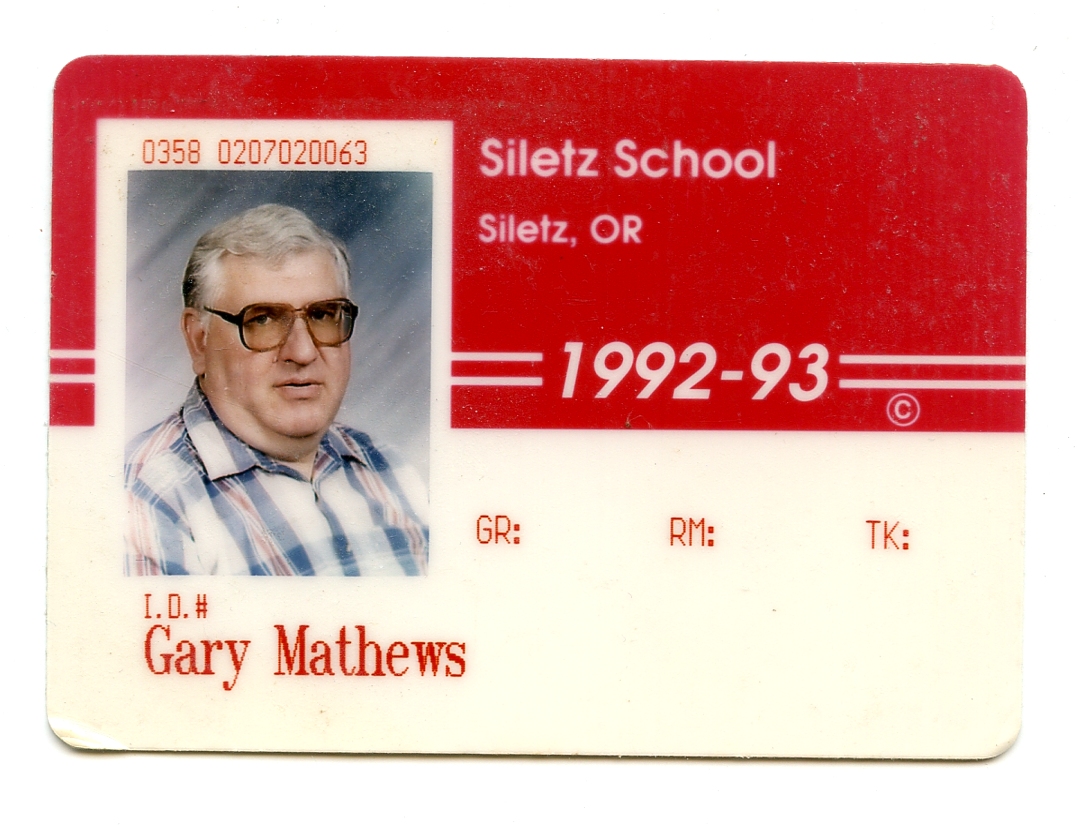 0358 0207020063
Siletz School
Siletz, OR
1992-93
©
GR: RM: TK:
I.D.#
Gary Mathews